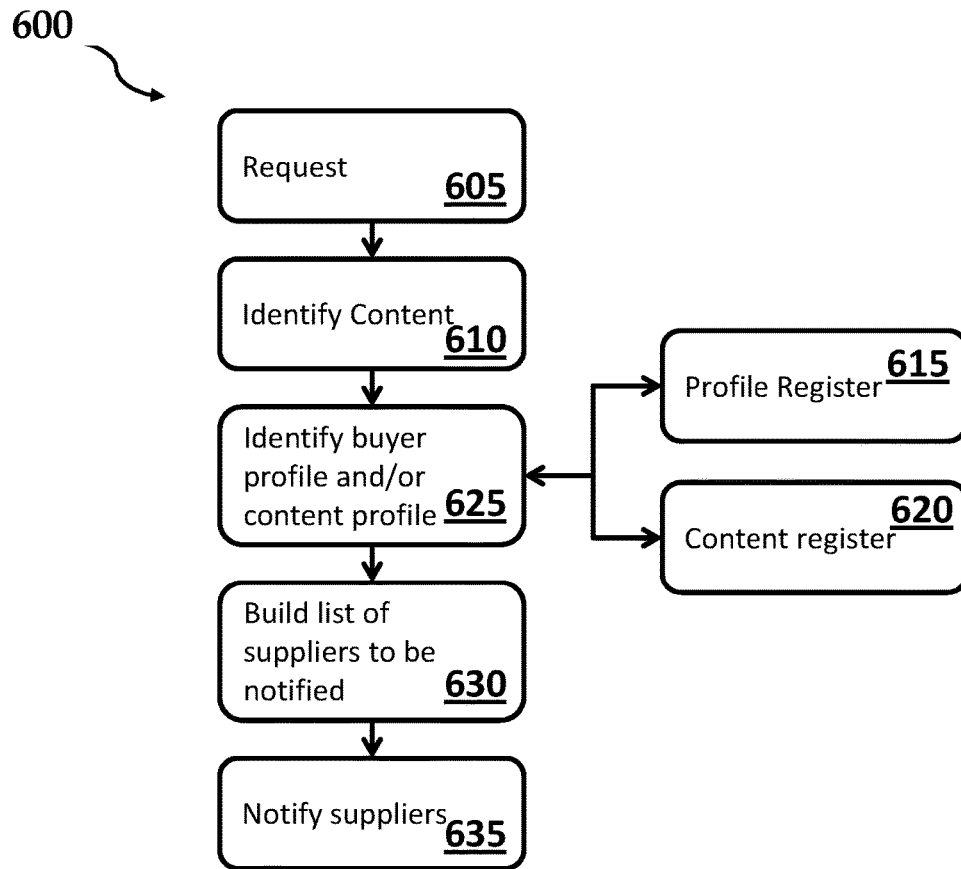 600
Request
605
Identify Content
610
Identify buyer
profile and/or
content profile
625
Profile Register
615
Content register
620
Build list of
suppliers to be
notified
630
Notify suppliers
635